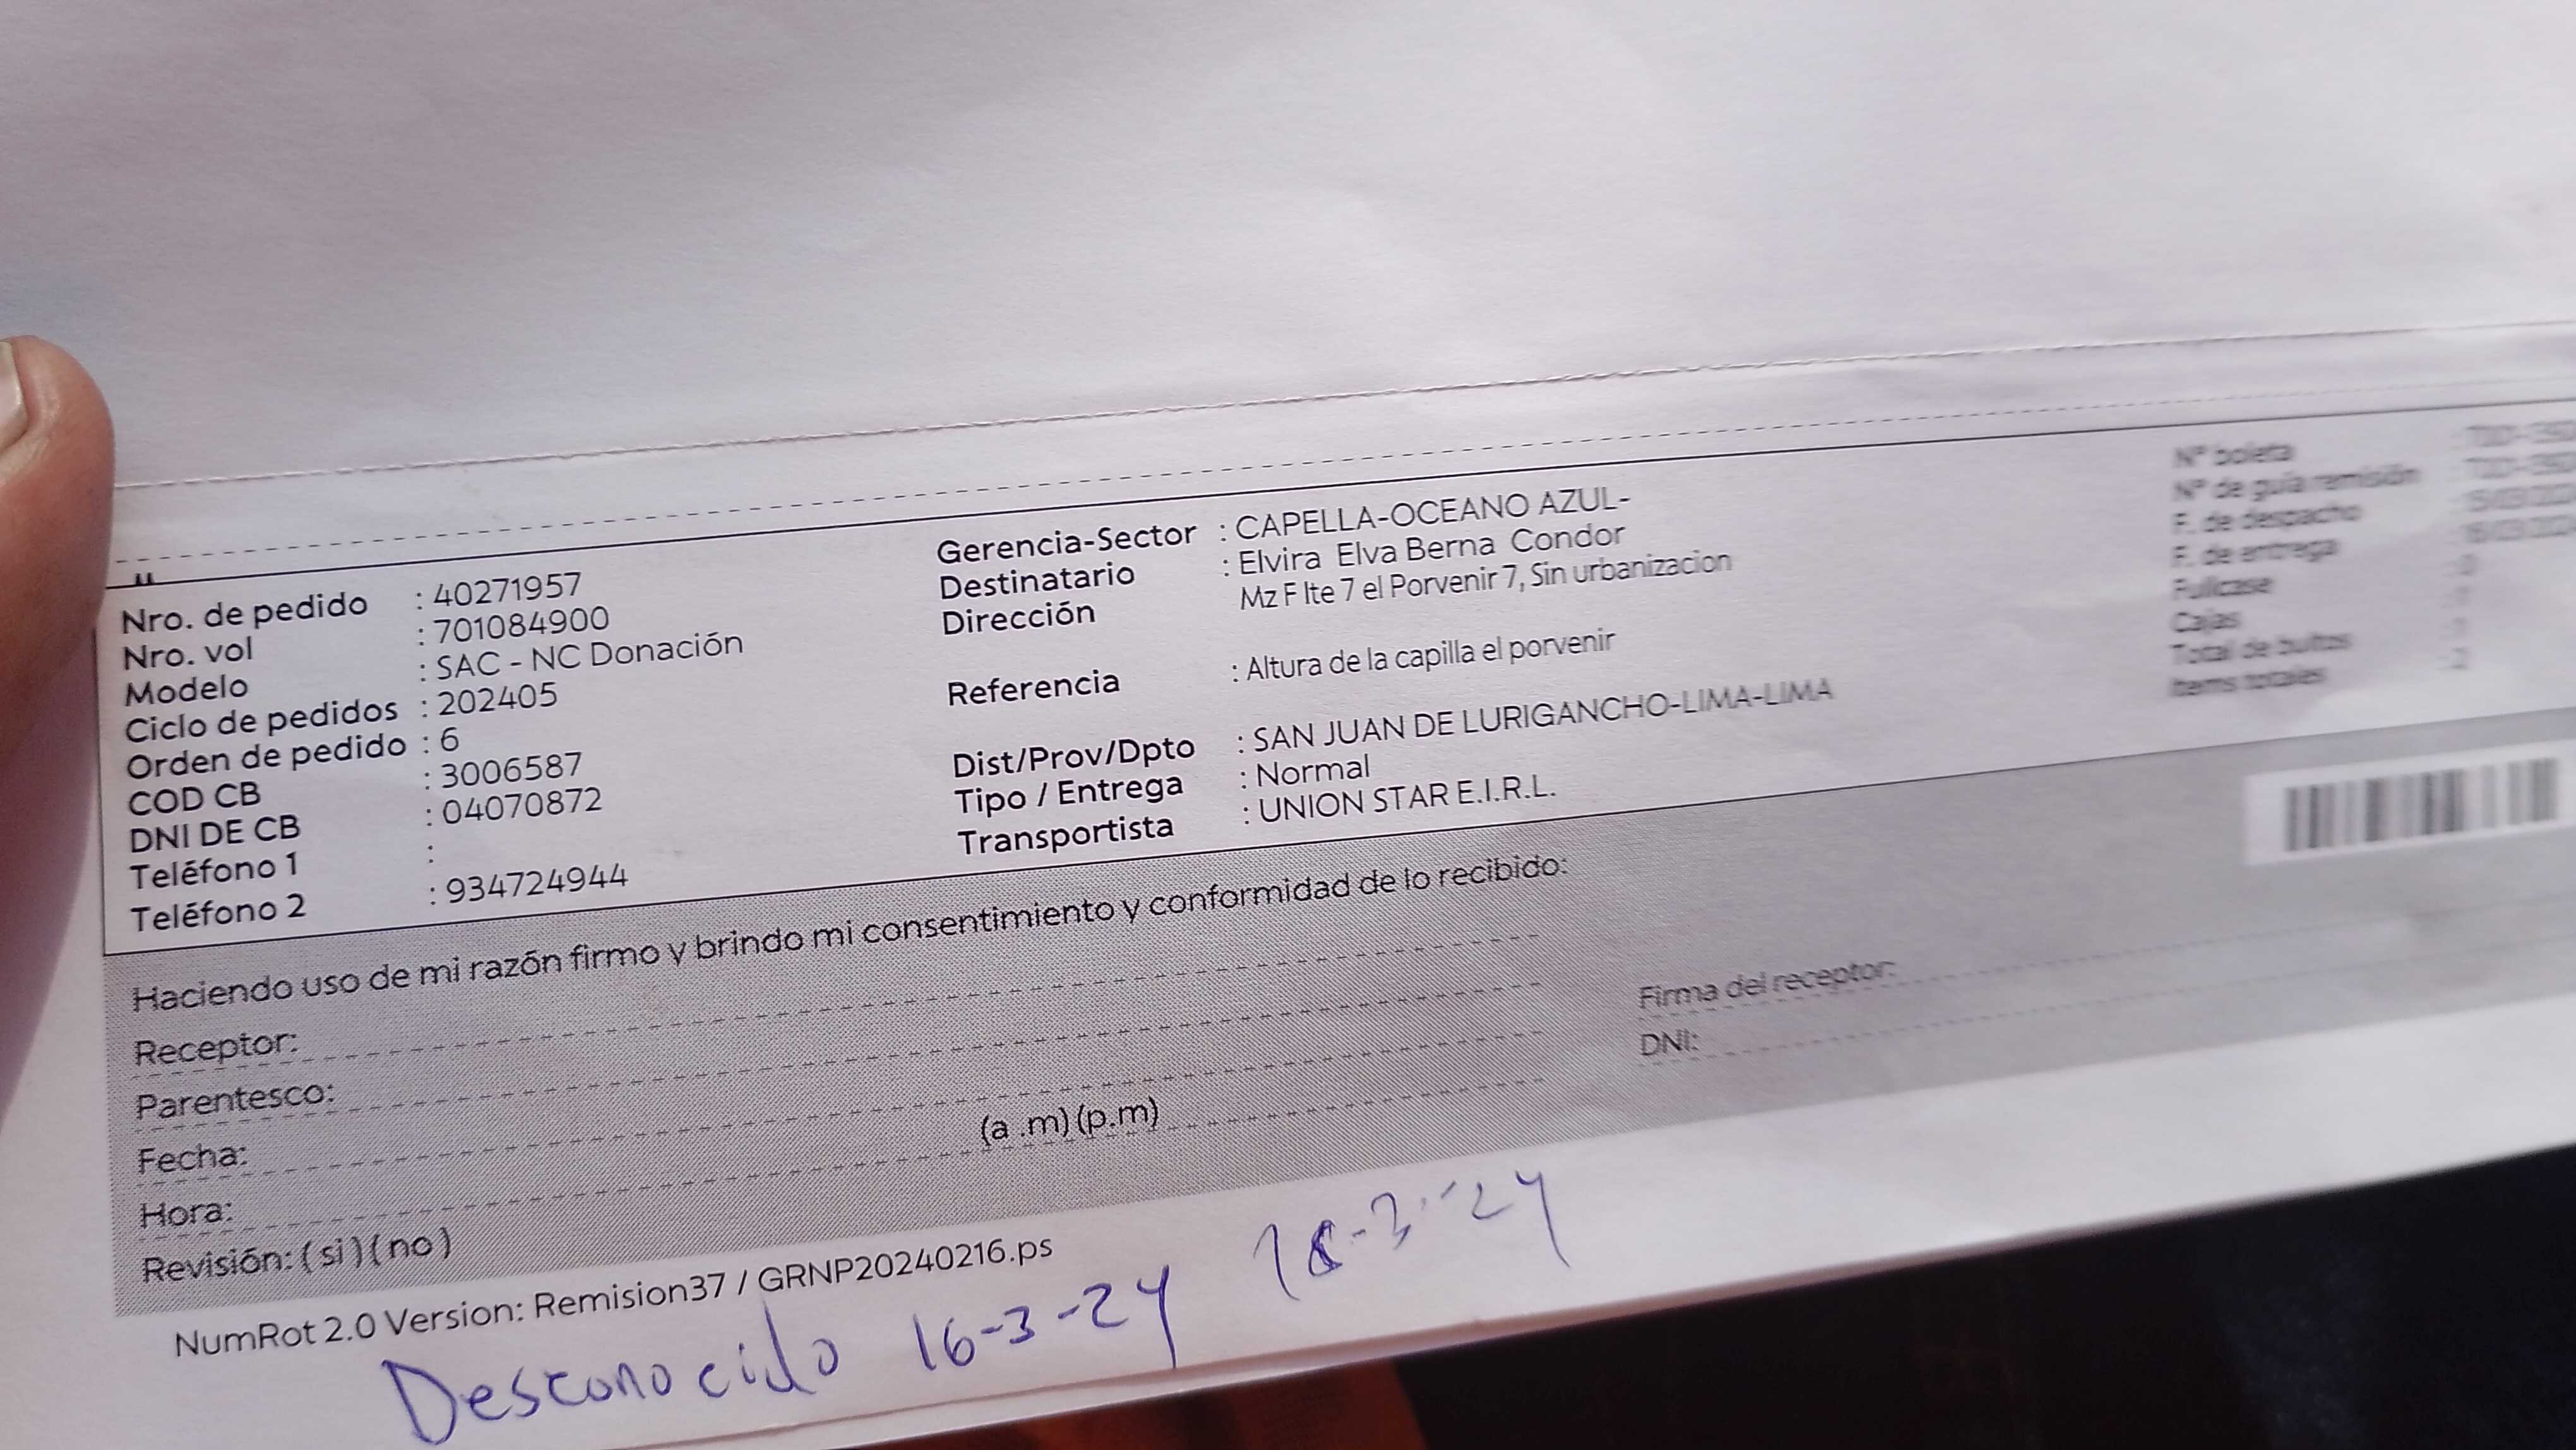 Nro. de pedido : 40271957
Nro. vol : 701084900
Modelo : SAC - NC Donación
Ciclo de pedidos : 202405
Orden de pedido : 6
COD CB : 3006587
DNI DE CB : 04070872
Teléfono 1 :
Teléfono 2 : 934724944
Gerencia-Sector : CAPELLA-OCEANO AZUL-
Destinatario : Elvira Elva Berna Condor
Dirección Mz F lte 7 el Porvenir 7, Sin urbanizacion
Referencia : Altura de la capilla el porvenir
Dist/Prov/Dpto : SAN JUAN DE LURIGANCHO-LIMA-LIMA
Tipo / Entrega : Normal
Transportista : UNION STAR E.I.R.L.
N° boleta
N° de guía remisión
F. de despacho
F. de entrega
Fullcase
Cajas
Total de bultos
Items totales
Haciendo uso de mi razón firmo y brindo mi consentimiento y conformidad de lo recibido:
Receptor:
Parentesco:
Fecha:
Hora: (a .m)(p.m)
Revisión: ( si )( no )
Firma del receptor:
DNI:
NumRot 2.0 Version: Remision37 / GRNP20240216.ps
Desconocido 16-3-24